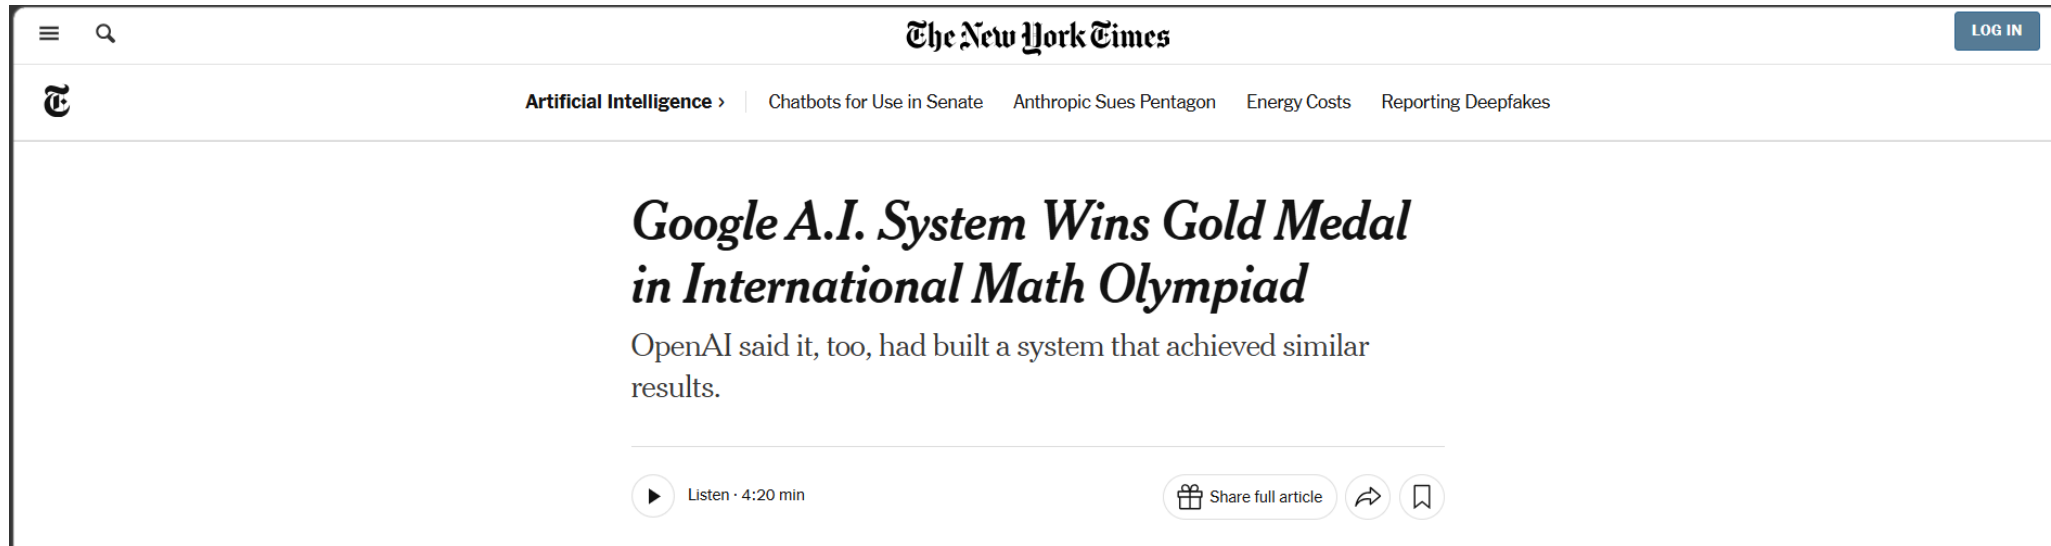 The New York Times
LOG IN
Artificial Intelligence ›
Chatbots for Use in Senate
Anthropic Sues Pentagon
Energy Costs
Reporting Deepfakes
Google A.I. System Wins Gold Medal
in International Math Olympiad
OpenAI said it, too, had built a system that achieved similar
results.
Listen · 4:20 min
Share full article